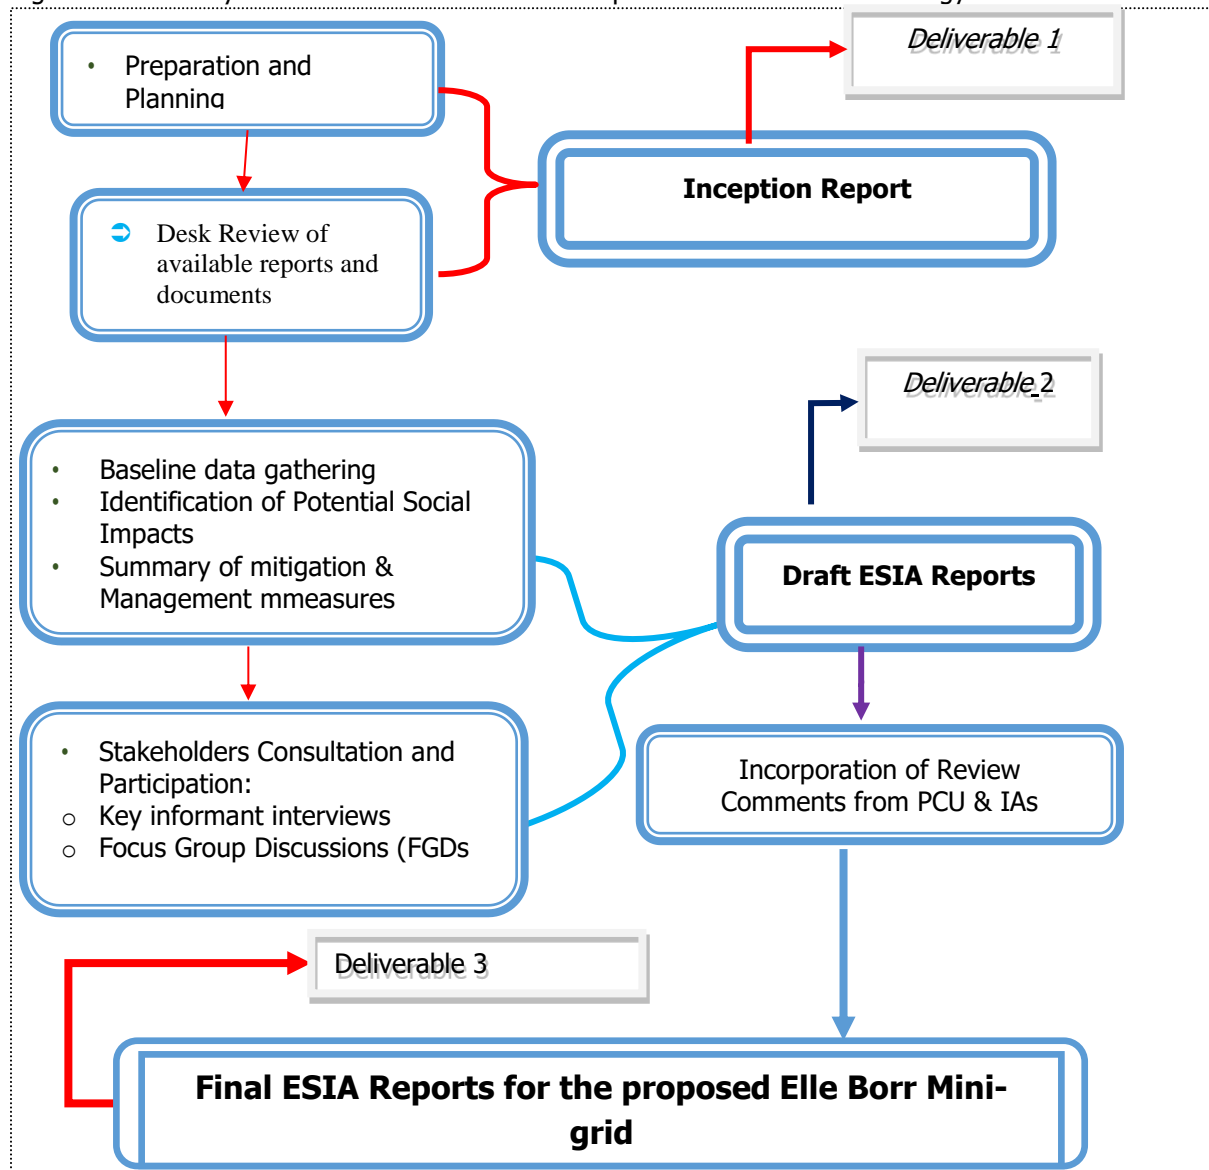 Deliverable 1
• Preparation and
Planning
Inception Report
Desk Review of
available reports and
documents
Deliverable 2
• Baseline data gathering
• Identification of Potential Social
Impacts
• Summary of mitigation &
Management mmeasures
Draft ESIA Reports
• Stakeholders Consultation and
Participation:
o Key informant interviews
o Focus Group Discussions (FGDs
Incorporation of Review
Comments from PCU & IAs
Deliverable 3
Final ESIA Reports for the proposed Elle Borr Mini-
grid